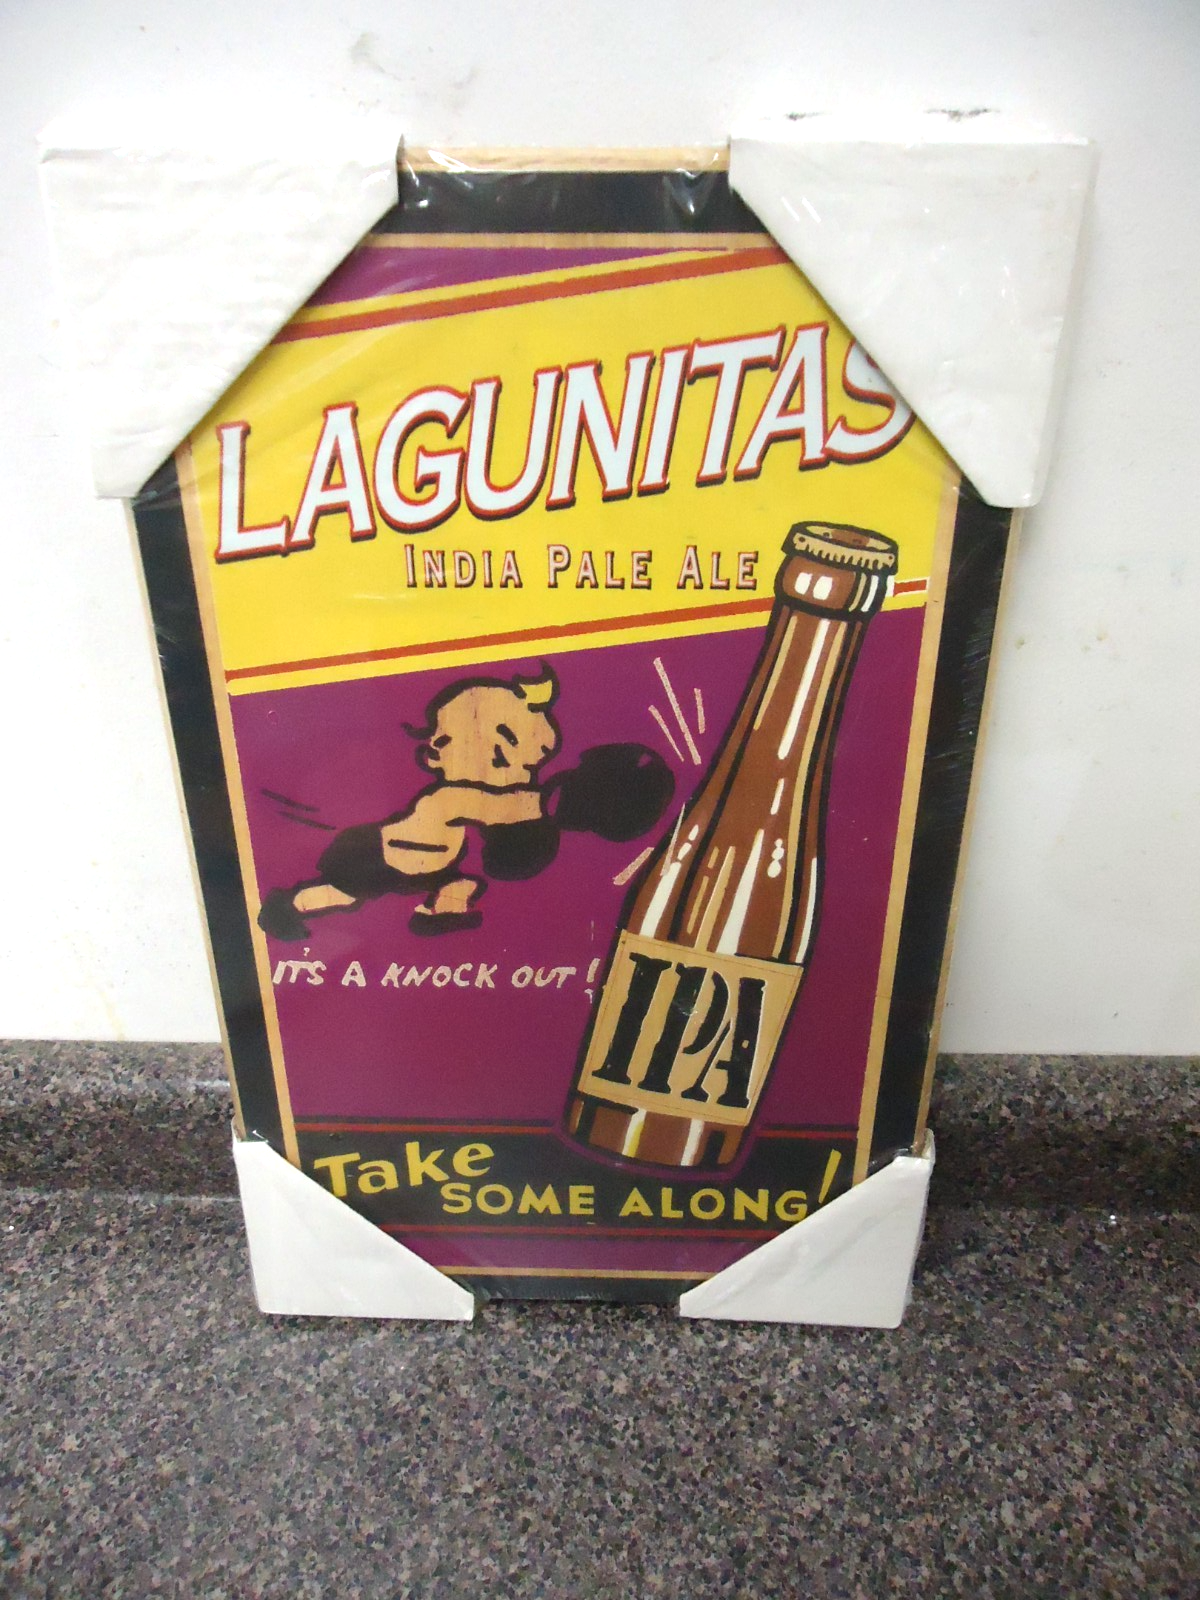 LAGUNITAS
INDIA PALE ALE
IT'S A KNOCK OUT!
IPA
Take
SOME ALONG!